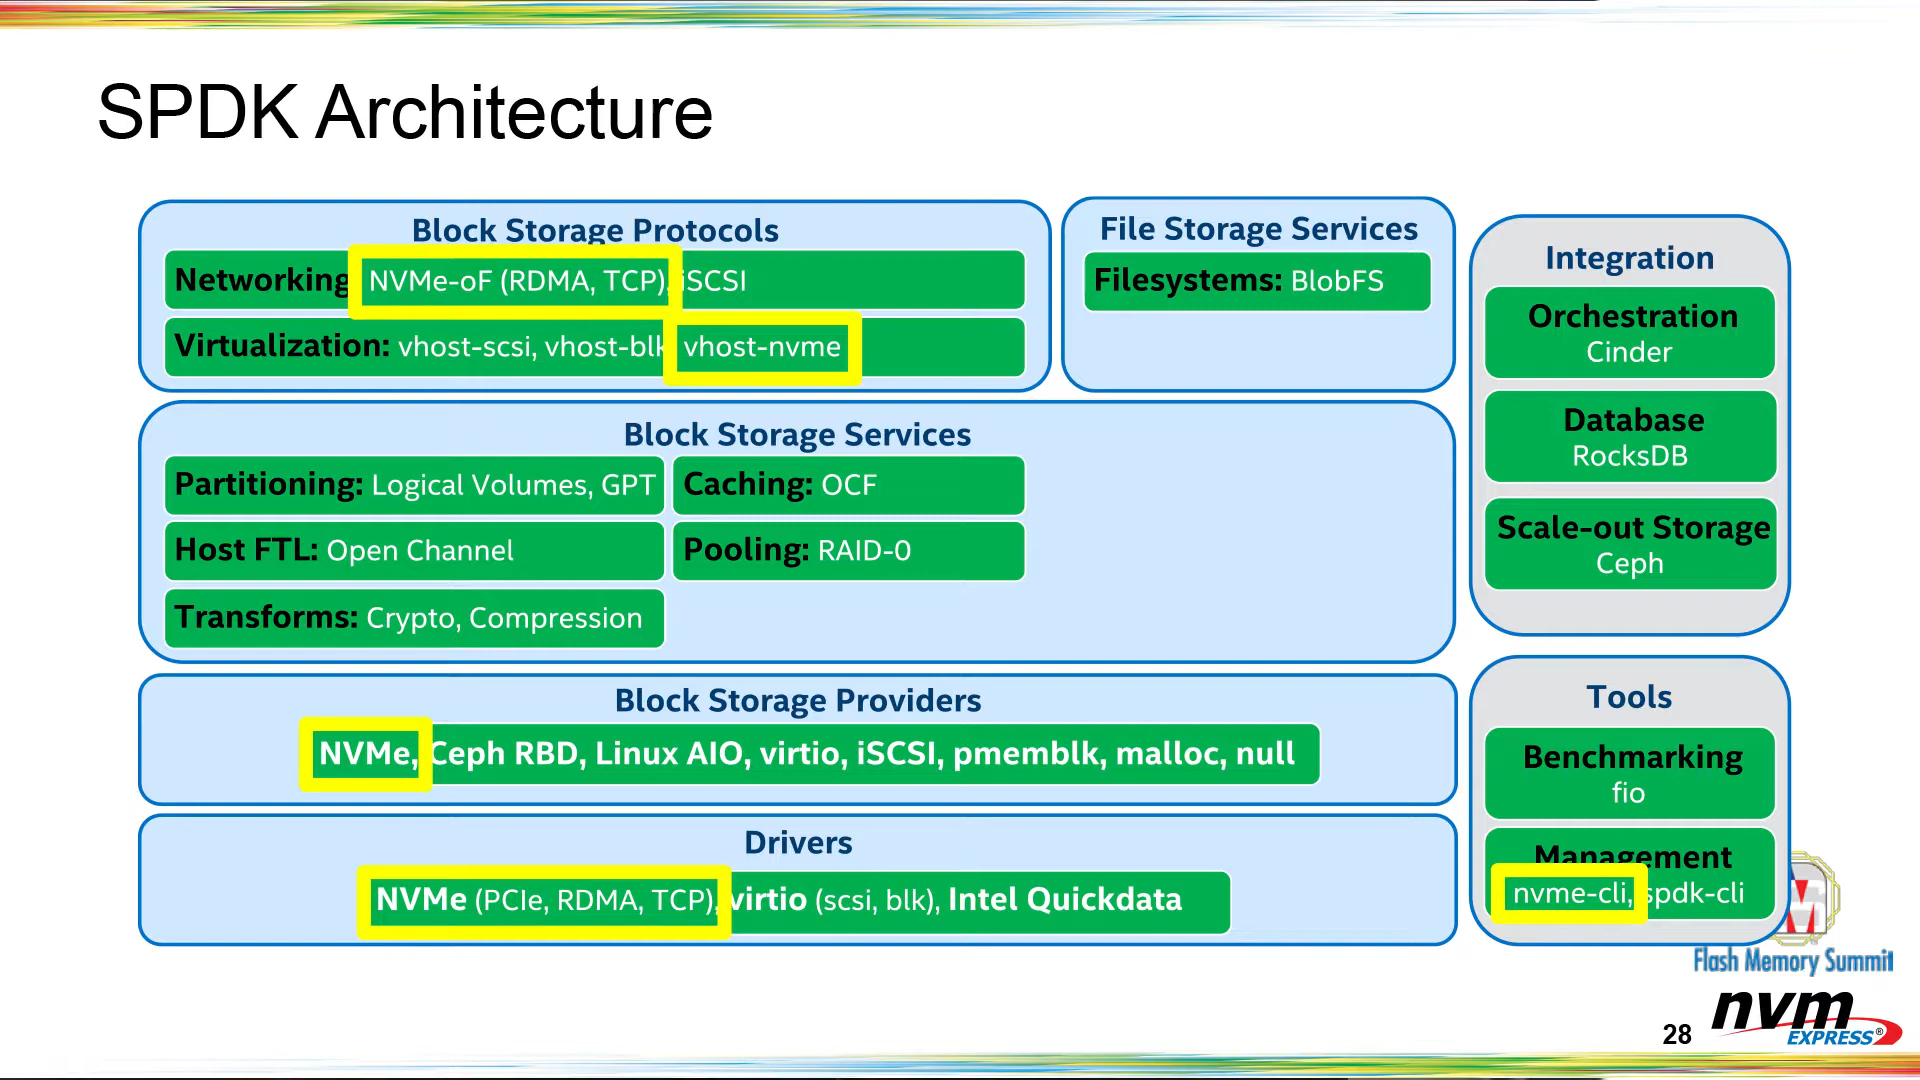 SPDK Architecture
Block Storage Protocols
Networking NVMe-oF (RDMA, TCP), iSCSI
Virtualization: vhost-scsi, vhost-blk vhost-nvme
File Storage Services
Filesystems: BlobFS
Block Storage Services
Partitioning: Logical Volumes, GPT
Caching: OCF
Host FTL: Open Channel
Pooling: RAID-0
Transforms: Crypto, Compression
Block Storage Providers
NVMe, Ceph RBD, Linux AIO, virtio, iSCSI, pmemblk, malloc, null
Drivers
NVMe (PCIe, RDMA, TCP), virtio (scsi, blk), Intel Quickdata
Integration
Orchestration
Cinder
Database
RocksDB
Scale-out Storage
Ceph
Tools
Benchmarking
fio
Management
nvme-cli, spdk-cli
Flash Memory Summit
nvm
EXPRESS®
28